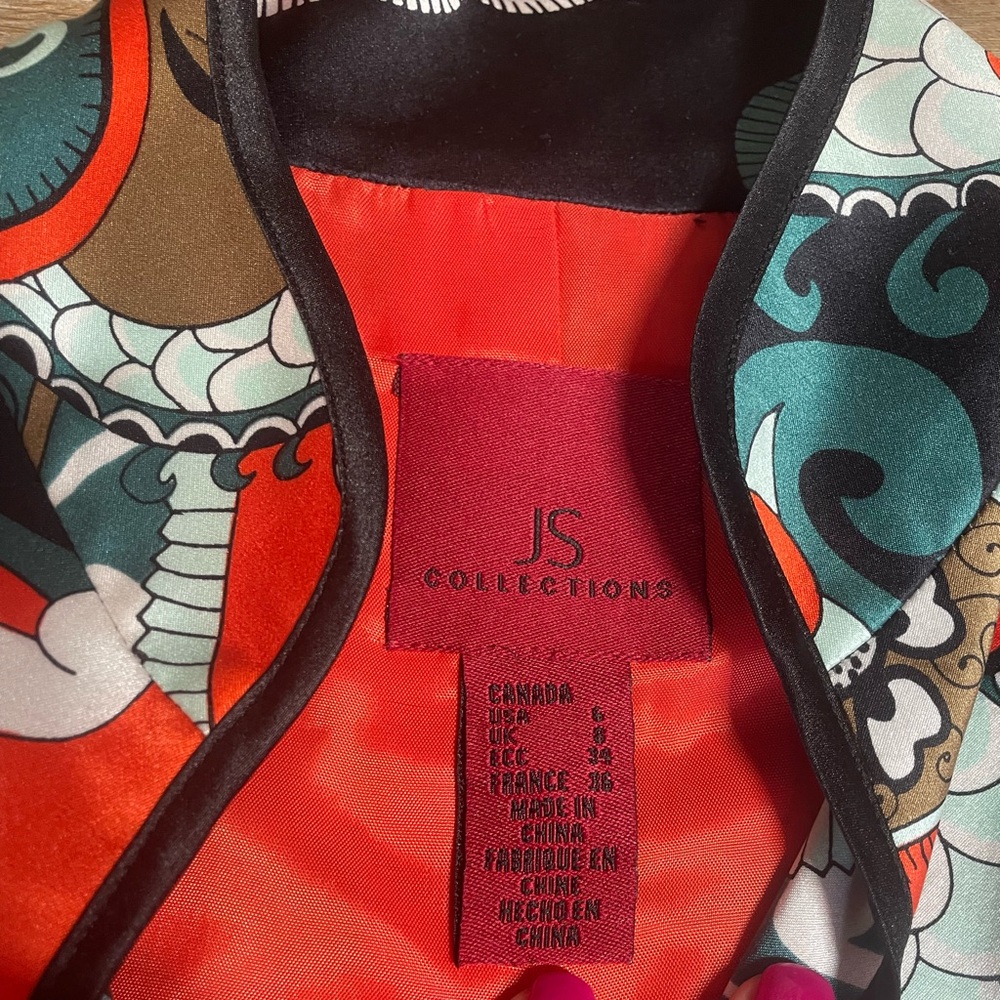 JS
COLLECTIONS
CANADA
USA 6
UK 8
ECC 34
FRANCE 36
MADE IN
CHINA
FABRIQUE EN
CHINE
HECHO EN
CHINA